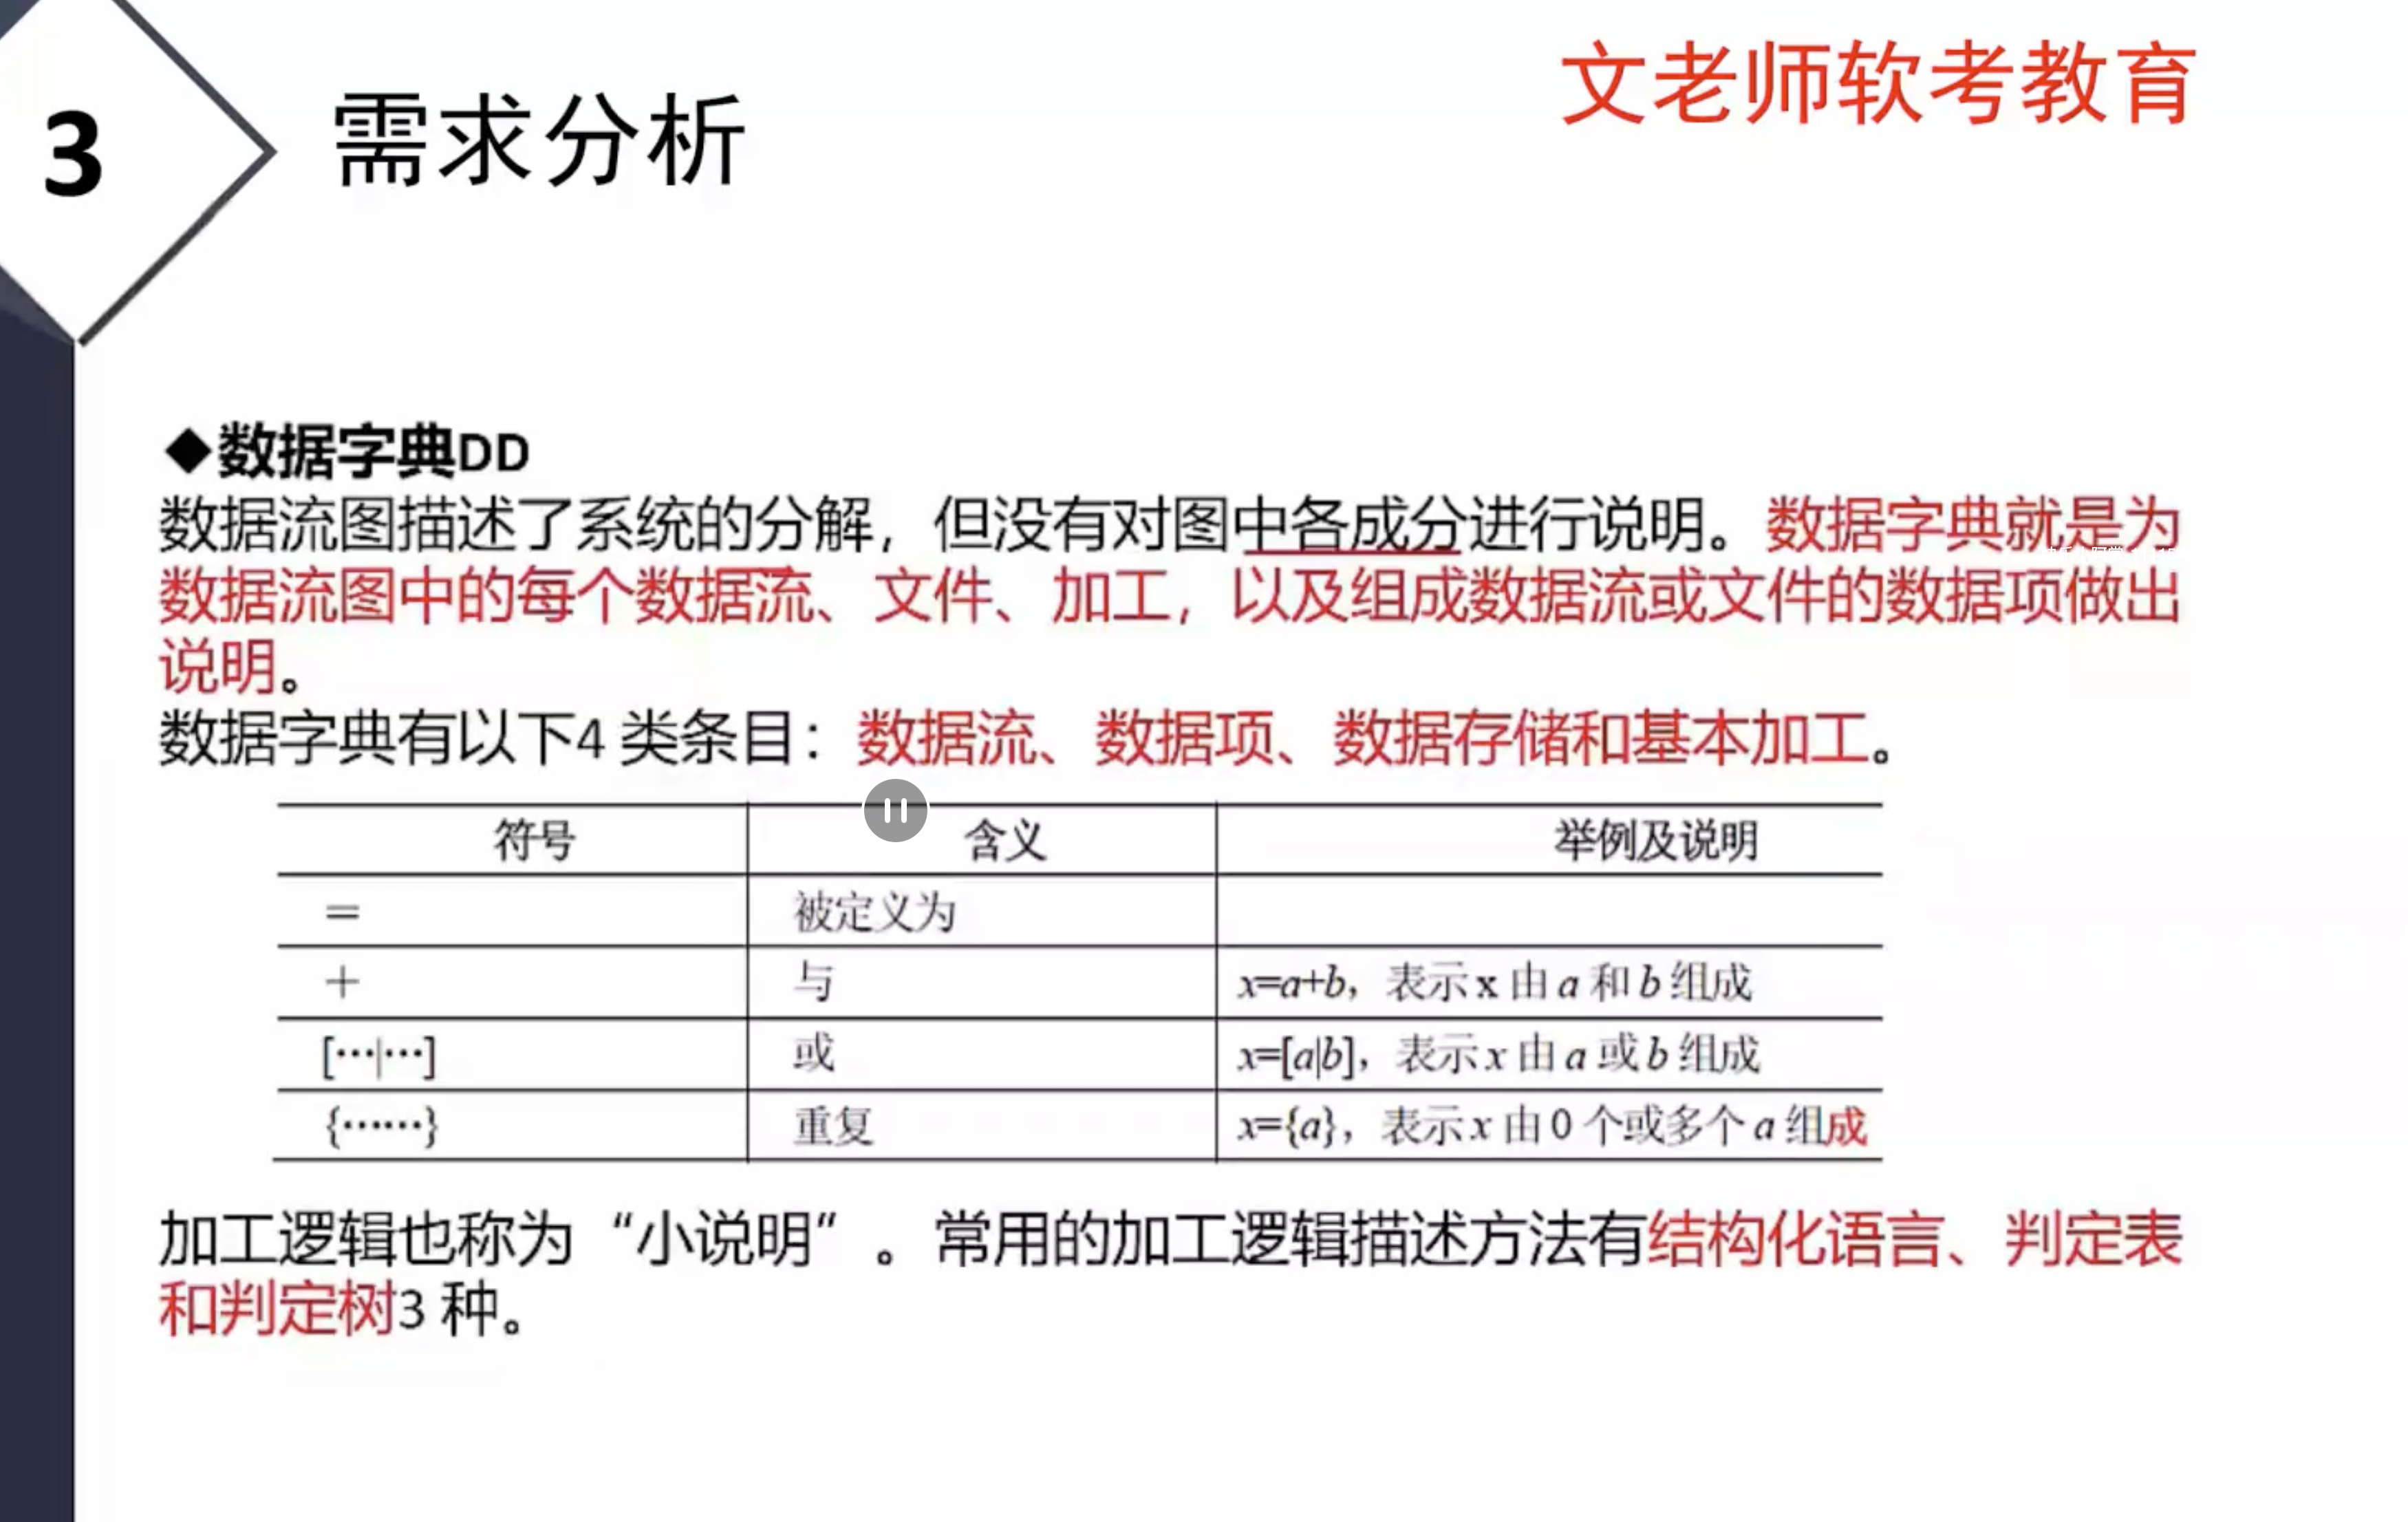 3
需求分析
文老师软考教育
◆数据字典DD
数据流图描述了系统的分解，但没有对图中各成分进行说明。数据字典就是为
数据流图中的每个数据流、文件、加工，以及组成数据流或文件的数据项做出
说明。
数据字典有以下4 类条目：数据流、数据项、数据存储和基本加工。
符号 含义 举例及说明
= 被定义为
+ 与 x=a+b，表示 x 由 a 和 b 组成
[···|···] 或 x=[a|b]，表示 x 由 a 或 b 组成
{······} 重复 x={a}，表示 x 由 0 个或多个 a 组成
加工逻辑也称为“小说明”。常用的加工逻辑描述方法有结构化语言、判定表
和判定树3 种。